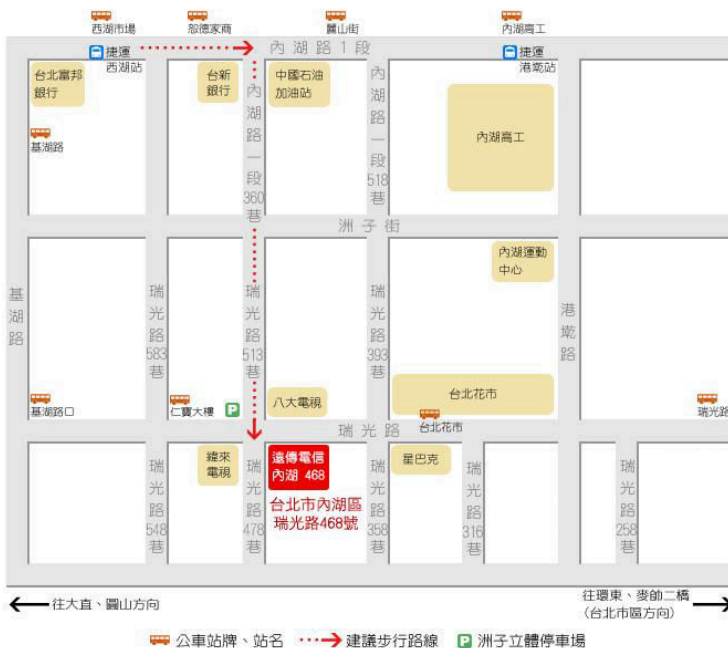 西湖市場
恕德家商
麗山街
內湖高工
捷運
西湖站
內湖路1段
捷運
港墘站
台北富邦
銀行
台新
銀行
中國石油
加油站
內湖高工
基湖路
內湖路一段360巷
內湖路一段518巷
洲子街
內湖運動
中心
基湖路
瑞光路583巷
瑞光路513巷
瑞光路393巷
港墘路
基湖路口
仁寶大樓
P
八大電視
台北花市
瑞光路
瑞光路
台北花市
緯來
電視
遠傳電信
內湖 468
星巴克
台北市內湖區
瑞光路468號
瑞光路548巷
瑞光路478巷
瑞光路358巷
瑞光路316巷
瑞光路258巷
往大直、圓山方向
往環東、麥帥二橋
(台北市區方向)
公車站牌、站名
建議步行路線
P 洲子立體停車場